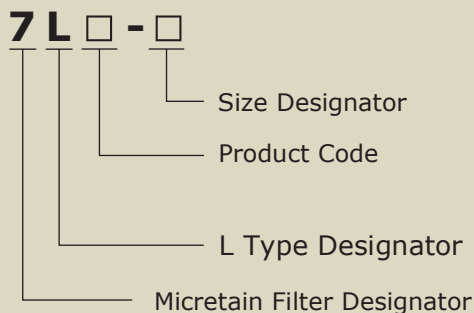 7 L □ - □
Size Designator
Product Code
L Type Designator
Micretain Filter Designator